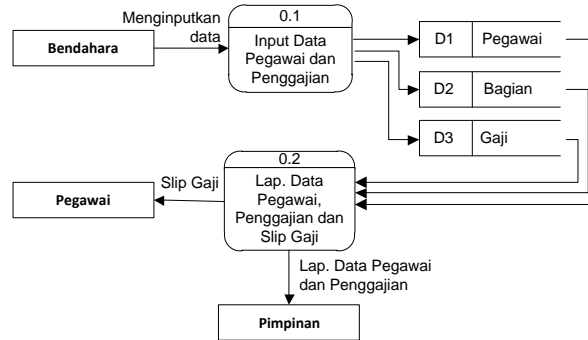 Menginputkan
data
Bendahara
0.1
Input Data
Pegawai dan
Penggajian
D1 Pegawai
D2 Bagian
D3 Gaji
0.2
Lap. Data
Pegawai,
Penggajian dan
Slip Gaji
Slip Gaji
Pegawai
Lap. Data Pegawai
dan Penggajian
Pimpinan